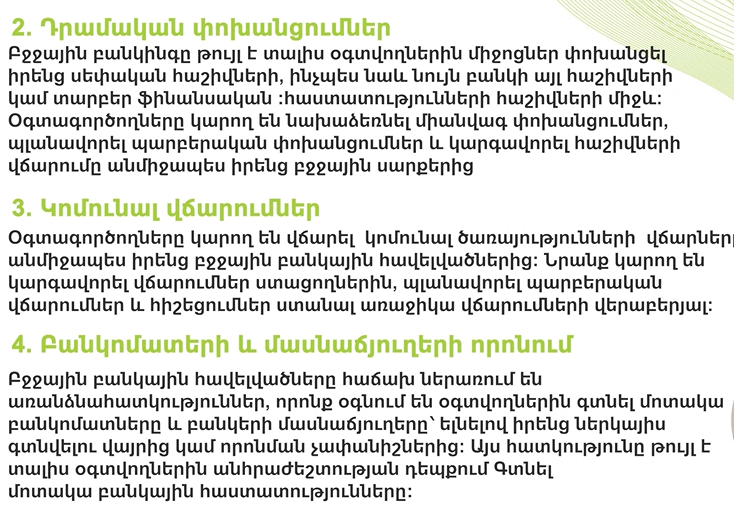 2. Դրամական փոխանցումներ
Բջջային բանկինգը թույլ է տալիս օգտվողներին միջոցներ փոխանցել
իրենց սեփական հաշիվների, ինչպես նաև նույն բանկի այլ հաշիվների
կամ տարբեր ֆինանսական :հաստատությունների հաշիվների միջև:
Օգտագործողները կարող են նախաձեռնել միանվագ փոխանցումներ,
պլանավորել պարբերական փոխանցումներ և կարգավորել հաշիվների
վճարումը անմիջապես իրենց բջջային սարքերից
3. Կոմունալ վճարումներ
Օգտագործողները կարող են վճարել կոմունալ ծառայությունների վճարները
անմիջապես իրենց բջջային բանկային հավելվածներից: Նրանք կարող են
կարգավորել վճարումներ ստացողներին, պլանավորել պարբերական
վճարումներ և հիշեցումներ ստանալ առաջիկա վճարումների վերաբերյալ:
4. Բանկոմատերի և մասնաճյուղերի որոնում
Բջջային բանկային հավելվածները հաճախ ներառում են
առանձնահատկություններ, որոնք օգնում են օգտվողներին գտնել մոտակա
բանկոմատները և բանկերի մասնաճյուղերը՝ ելնելով իրենց ներկայիս
գտնվելու վայրից կամ որոնման չափանիշներից: Այս հատկությունը թույլ է
տալիս օգտվողներին անհրաժեշտության դեպքում Գտնել
մոտակա բանկային հաստատությունները: